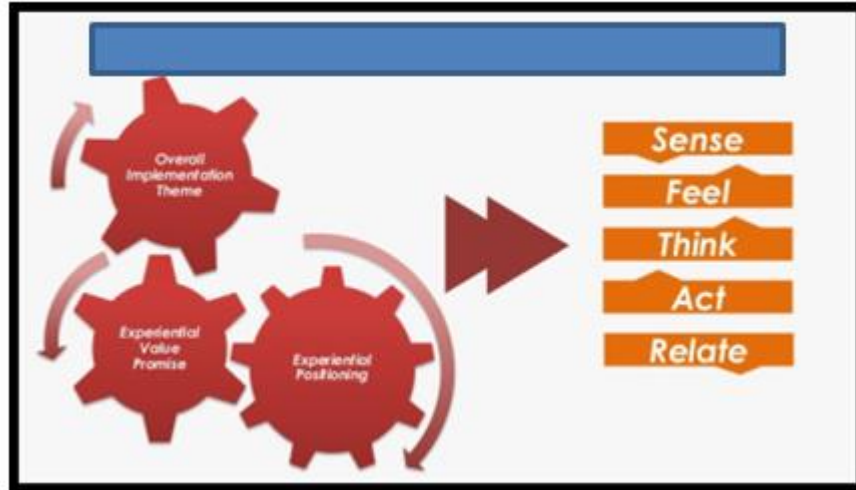 Overall
Implementation
Theme
Experiential
Value
Promise
Experiential
Positioning
Sense
Feel
Think
Act
Relate